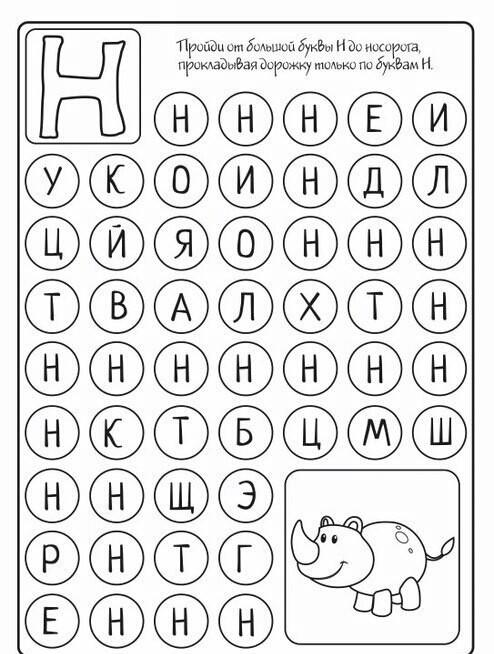 Н
Пройди от большой буквы Н до носорога,
прокладывая дорожку только по буквам Н.
Н Н Н Е И
У К О И Н Д Л
Ц Й Я О Н Н Н
Т В А Л Х Т Н
Н Н Н Н Н Н Н
Н К Т Б Ц М Ш
Н Н Щ Э
Р Н Т Г
Е Н Н Н